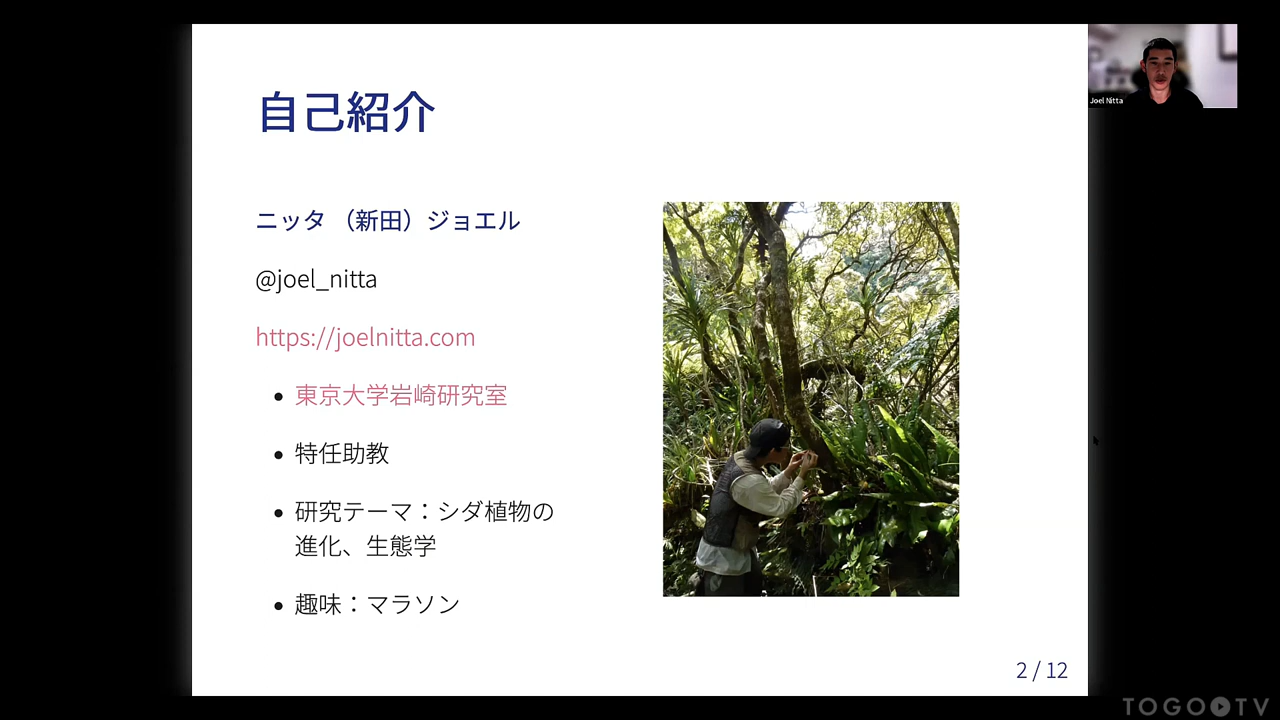 自己紹介
ニッタ （新田）ジョエル
@joel_nitta
https://joelnitta.com
東京大学岩崎研究室
特任助教
研究テーマ：シダ植物の
進化、生態学
趣味：マラソン
2 / 12
Joel Nitta
TOGO TV